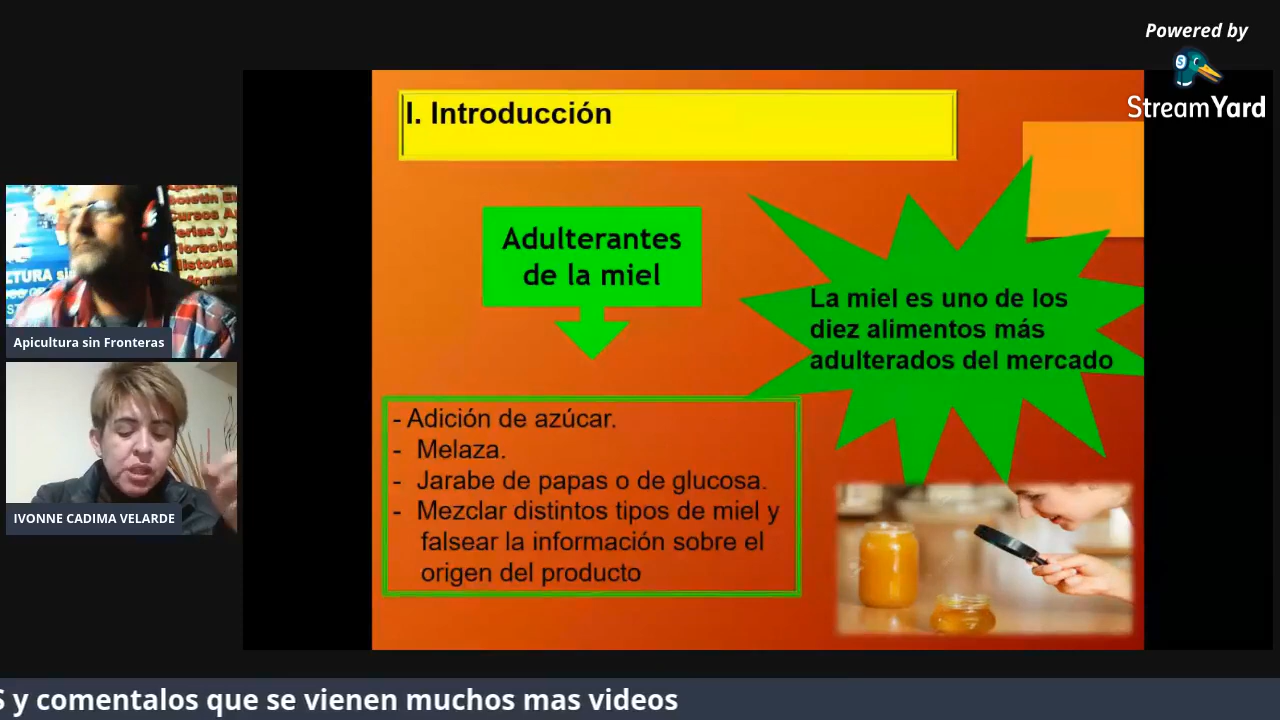 Powered by
StreamYard
I. Introducción
Adulterantes
de la miel
La miel es uno de los
diez alimentos más
adulterados del mercado
- Adición de azúcar.
- Melaza.
- Jarabe de papas o de glucosa.
- Mezclar distintos tipos de miel y
falsear la información sobre el
origen del producto
Apicultura sin Fronteras
IVONNE CADIMA VELARDE
y comentalos que se vienen muchos mas videos